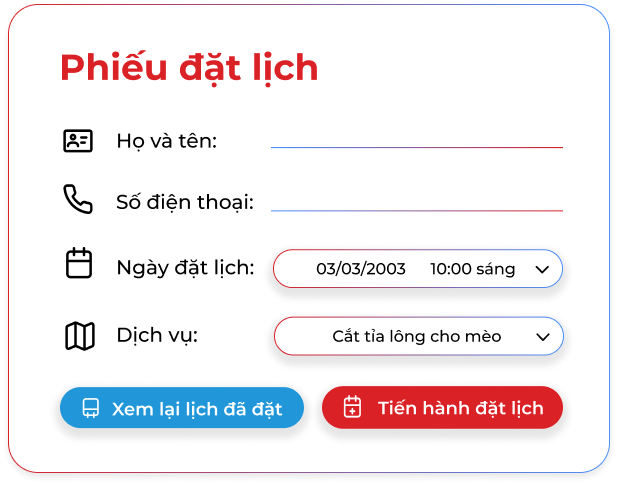 Phiếu đặt lịch
Họ và tên:
Số điện thoại:
Ngày đặt lịch: 03/03/2003 10:00 sáng
Dịch vụ: Cắt tỉa lông cho mèo
Xem lại lịch đã đặt Tiến hành đặt lịch